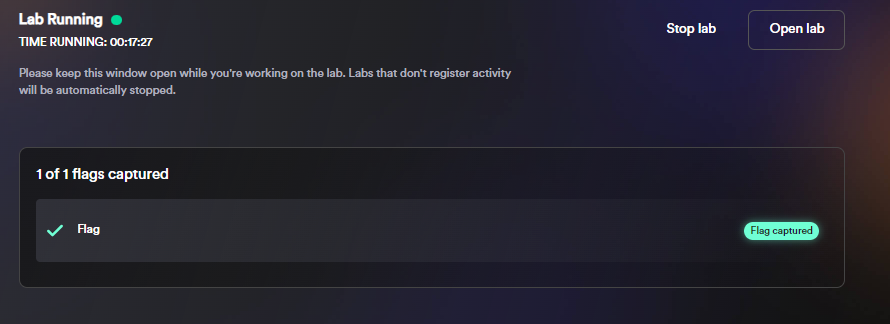 Lab Running
Stop lab
Open lab
TIME RUNNING: 00:17:27
Please keep this window open while you're working on the lab. Labs that don't register activity
will be automatically stopped.
1 of 1 flags captured
Flag
Flag captured